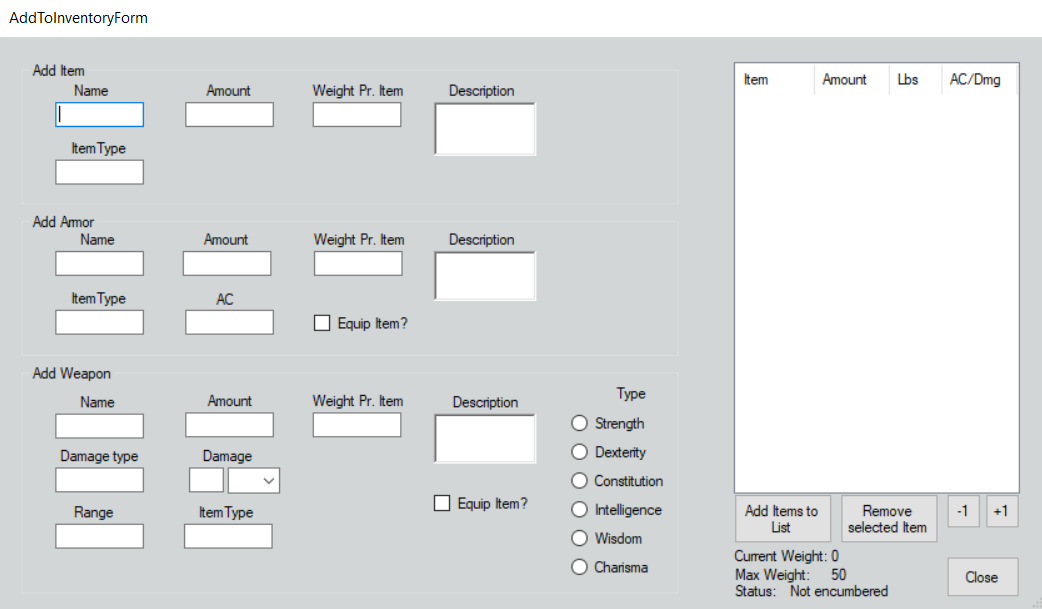 AddToInventoryForm
Add Item
Name Amount Weight Pr. Item Description
ItemType
Add Armor
Name Amount Weight Pr. Item Description
ItemType AC
Equip Item?
Add Weapon
Name Amount Weight Pr. Item Description
Damage type Damage
Range ItemType
Equip Item?
Type
Strength
Dexterity
Constitution
Intelligence
Wisdom
Charisma
Item Amount Lbs AC/Dmg
Add Items to
List
Remove
selected Item
-1 +1
Current Weight: 0
Max Weight: 50
Status: Not encumbered
Close